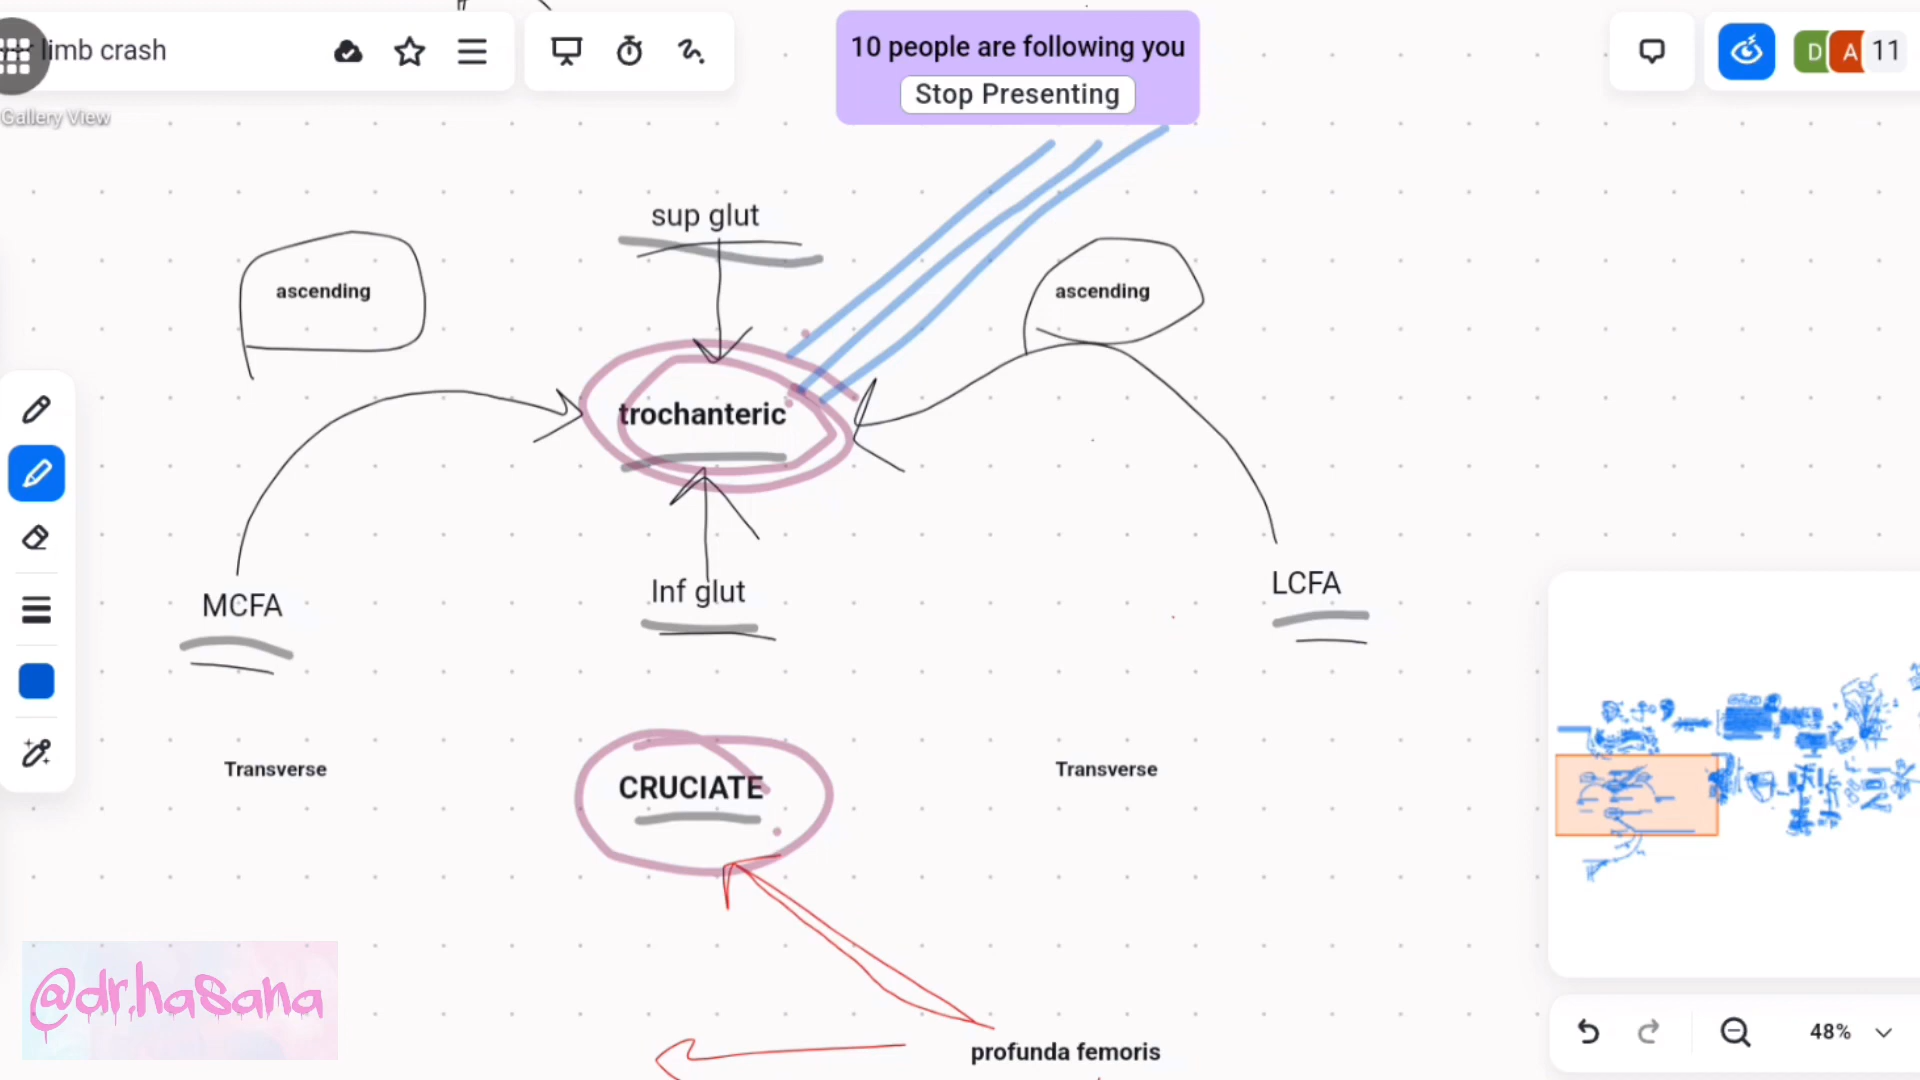 r limb crash
10 people are following you
Stop Presenting
D
A
11
Gallery View
sup glut
ascending
ascending
trochanteric
Inf glut
MCFA
LCFA
Transverse
CRUCIATE
Transverse
@dr.hasana
profunda femoris
48%